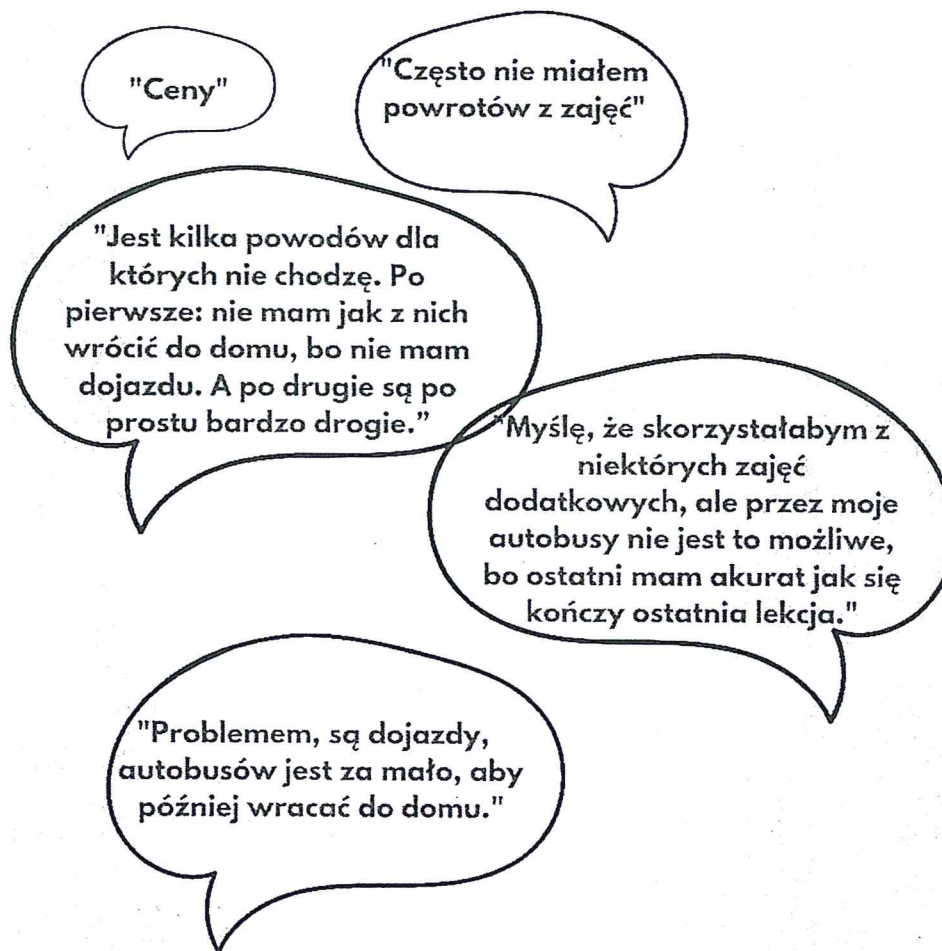 "Ceny"
"Często nie miałem
powrotów z zajęć"
"Jest kilka powodów dla
których nie chodzę. Po
pierwsze: nie mam jak z nich
wrócić do domu, bo nie mam
dojazdu. A po drugie są po
prostu bardzo drogie."
"Myślę, że skorzystałabym z
niektórych zajęć
dodatkowych, ale przez moje
autobusy nie jest to możliwe,
bo ostatni mam akurat jak się
kończy ostatnia lekcja."
"Problemem, są dojazdy,
autobusów jest za mało, aby
później wracać do domu."